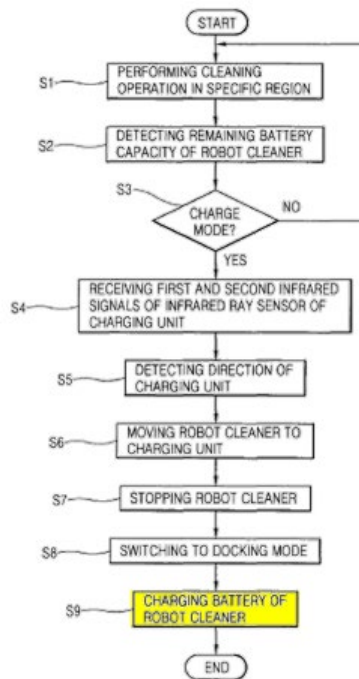 START
S1
PERFORMING CLEANING
OPERATION IN SPECIFIC REGION
S2
DETECTING REMAINING BATTERY
CAPACITY OF ROBOT CLEANER
S3
CHARGE
MODE?
NO
YES
S4
RECEIVING FIRST AND SECOND INFRARED
SIGNALS OF INFRARED RAY SENSOR OF
CHARGING UNIT
S5
DETECTING DIRECTION OF
CHARGING UNIT
S6
MOVING ROBOT CLEANER TO
CHARGING UNIT
S7
STOPPING ROBOT CLEANER
S8
SWITCHING TO DOCKING MODE
S9
CHARGING BATTERY OF
ROBOT CLEANER
END